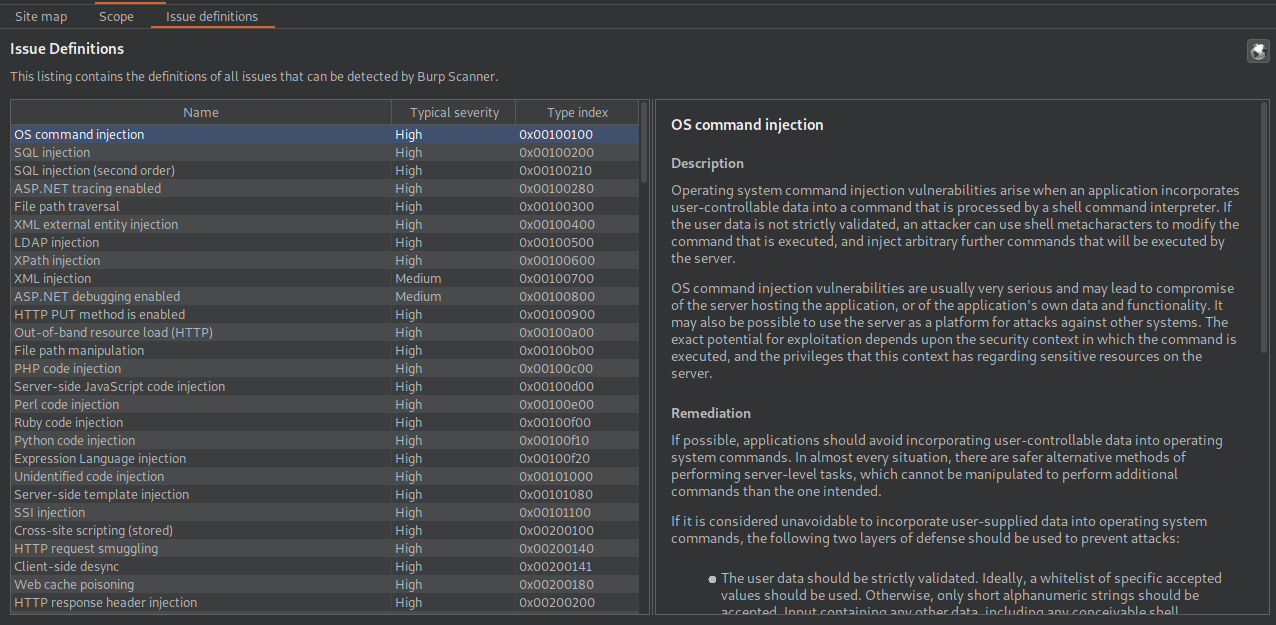 Site map Scope Issue definitions
Issue Definitions
This listing contains the definitions of all issues that can be detected by Burp Scanner.
Name Typical severity Type index
OS command injection High 0x00100100
SQL injection High 0x00100200
SQL injection (second order) High 0x00100210
ASP.NET tracing enabled High 0x00100280
File path traversal High 0x00100300
XML external entity injection High 0x00100400
LDAP injection High 0x00100500
XPath injection High 0x00100600
XML injection Medium 0x00100700
ASP.NET debugging enabled Medium 0x00100800
HTTP PUT method is enabled High 0x00100900
Out-of-band resource load (HTTP) High 0x00100a00
File path manipulation High 0x00100b00
PHP code injection High 0x00100c00
Server-side JavaScript code injection High 0x00100d00
Perl code injection High 0x00100e00
Ruby code injection High 0x00100f00
Python code injection High 0x00100f10
Expression Language injection High 0x00100f20
Unidentified code injection High 0x00101000
Server-side template injection High 0x00101080
SSI injection High 0x00101100
Cross-site scripting (stored) High 0x00200100
HTTP request smuggling High 0x00200140
Client-side desync High 0x00200141
Web cache poisoning High 0x00200180
HTTP response header injection High 0x00200200
OS command injection
Description
Operating system command injection vulnerabilities arise when an application incorporates
user-controllable data into a command that is processed by a shell command interpreter. If
the user data is not strictly validated, an attacker can use shell metacharacters to modify the
command that is executed, and inject arbitrary further commands that will be executed by
the server.
OS command injection vulnerabilities are usually very serious and may lead to compromise
of the server hosting the application, or of the application's own data and functionality. It
may also be possible to use the server as a platform for attacks against other systems. The
exact potential for exploitation depends upon the security context in which the command is
executed, and the privileges that this context has regarding sensitive resources on the
server.
Remediation
If possible, applications should avoid incorporating user-controllable data into operating
system commands. In almost every situation, there are safer alternative methods of
performing server-level tasks, which cannot be manipulated to perform additional
commands than the one intended.
If it is considered unavoidable to incorporate user-supplied data into operating system
commands, the following two layers of defense should be used to prevent attacks:
● The user data should be strictly validated. Ideally, a whitelist of specific accepted
values should be used. Otherwise, only short alphanumeric strings should be
accepted. Input containing any other data, including any conceivable shell